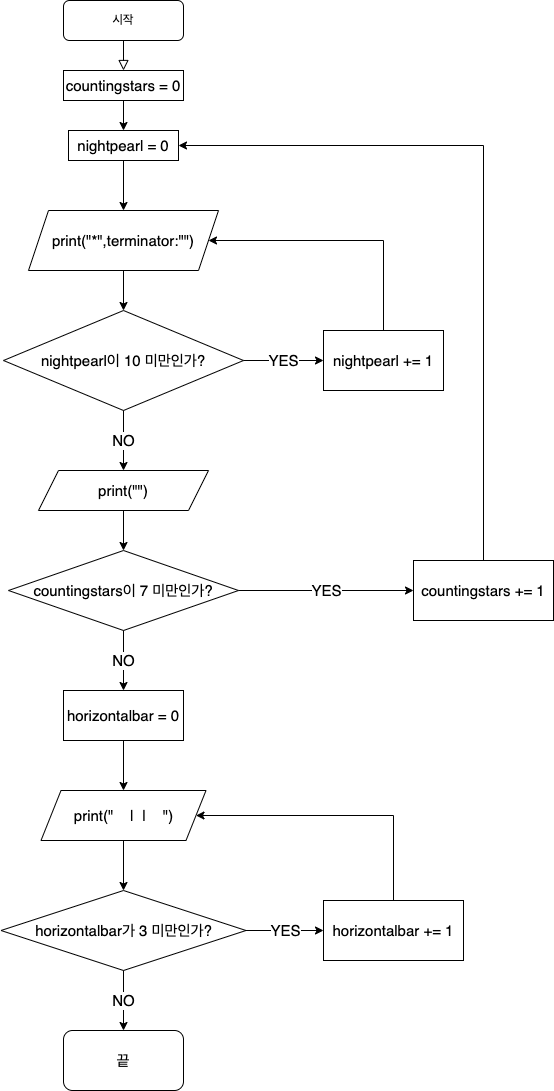 시작
countingstars = 0
nightpearl = 0
print("*",terminator:"")
nightpearl이 10 미만인가?
YES
nightpearl += 1
NO
print("")
countingstars이 7 미만인가?
YES
countingstars += 1
NO
horizontalbar = 0
print("    | |    ")
horizontalbar가 3 미만인가?
YES
horizontalbar += 1
NO
끝